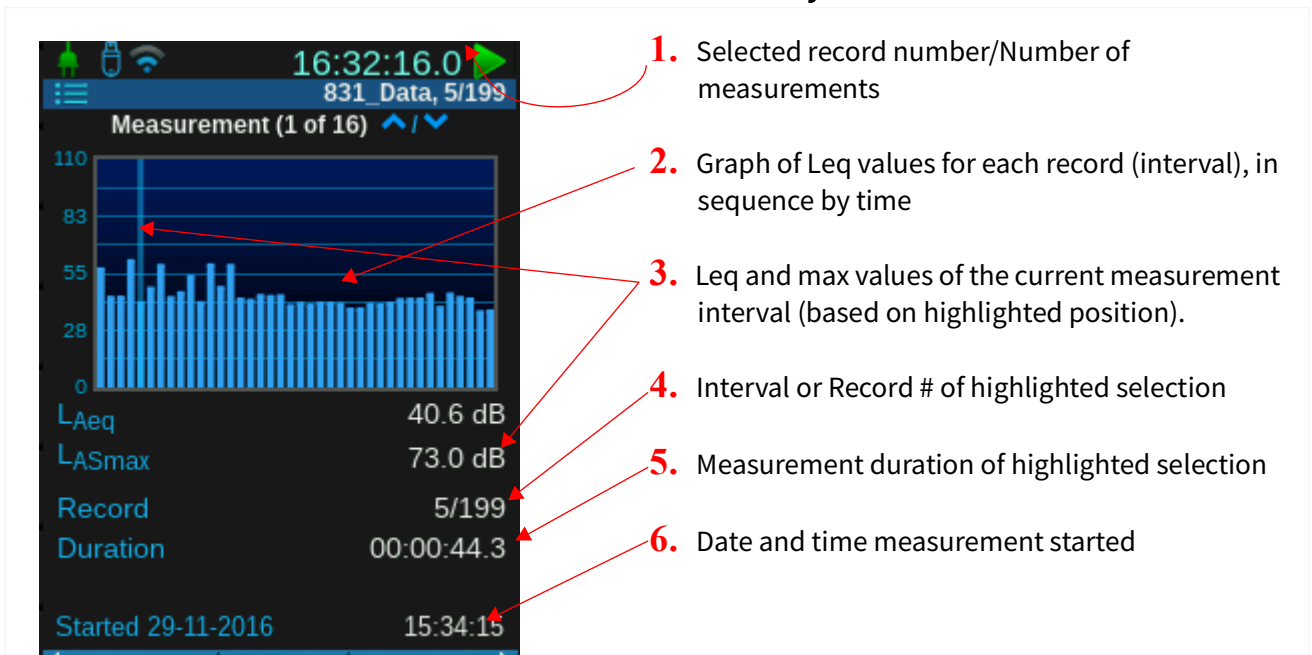 16:32:16.0
831_Data, 5/199
Measurement (1 of 16) /
110
83
55
28
0
LAeq 40.6 dB
LASmax 73.0 dB
Record 5/199
Duration 00:00:44.3
Started 29-11-2016 15:34:15
1. Selected record number/Number of
measurements
2. Graph of Leq values for each record (interval), in
sequence by time
3. Leq and max values of the current measurement
interval (based on highlighted position).
4. Interval or Record # of highlighted selection
5. Measurement duration of highlighted selection
6. Date and time measurement started